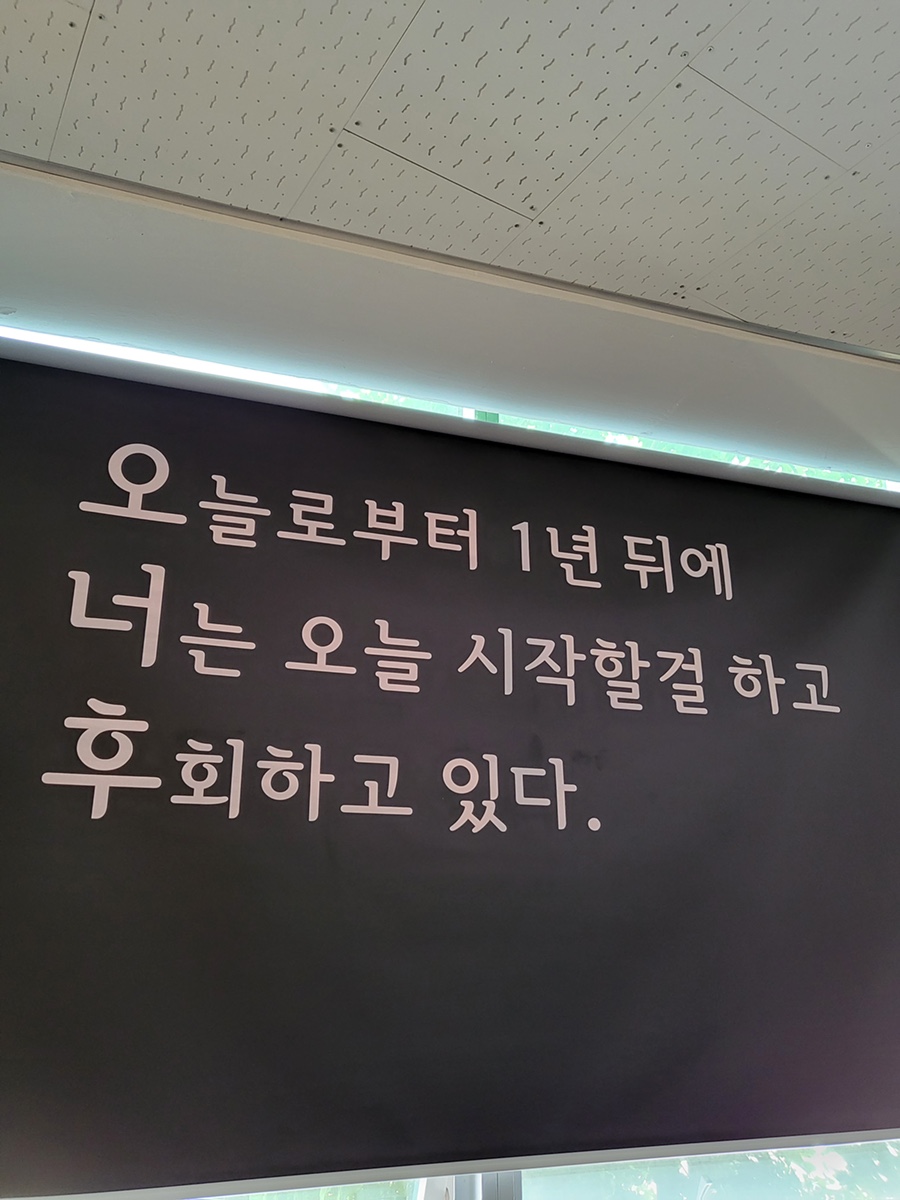 오늘로부터 1년 뒤에
너는 오늘 시작할걸 하고
후회하고 있다.